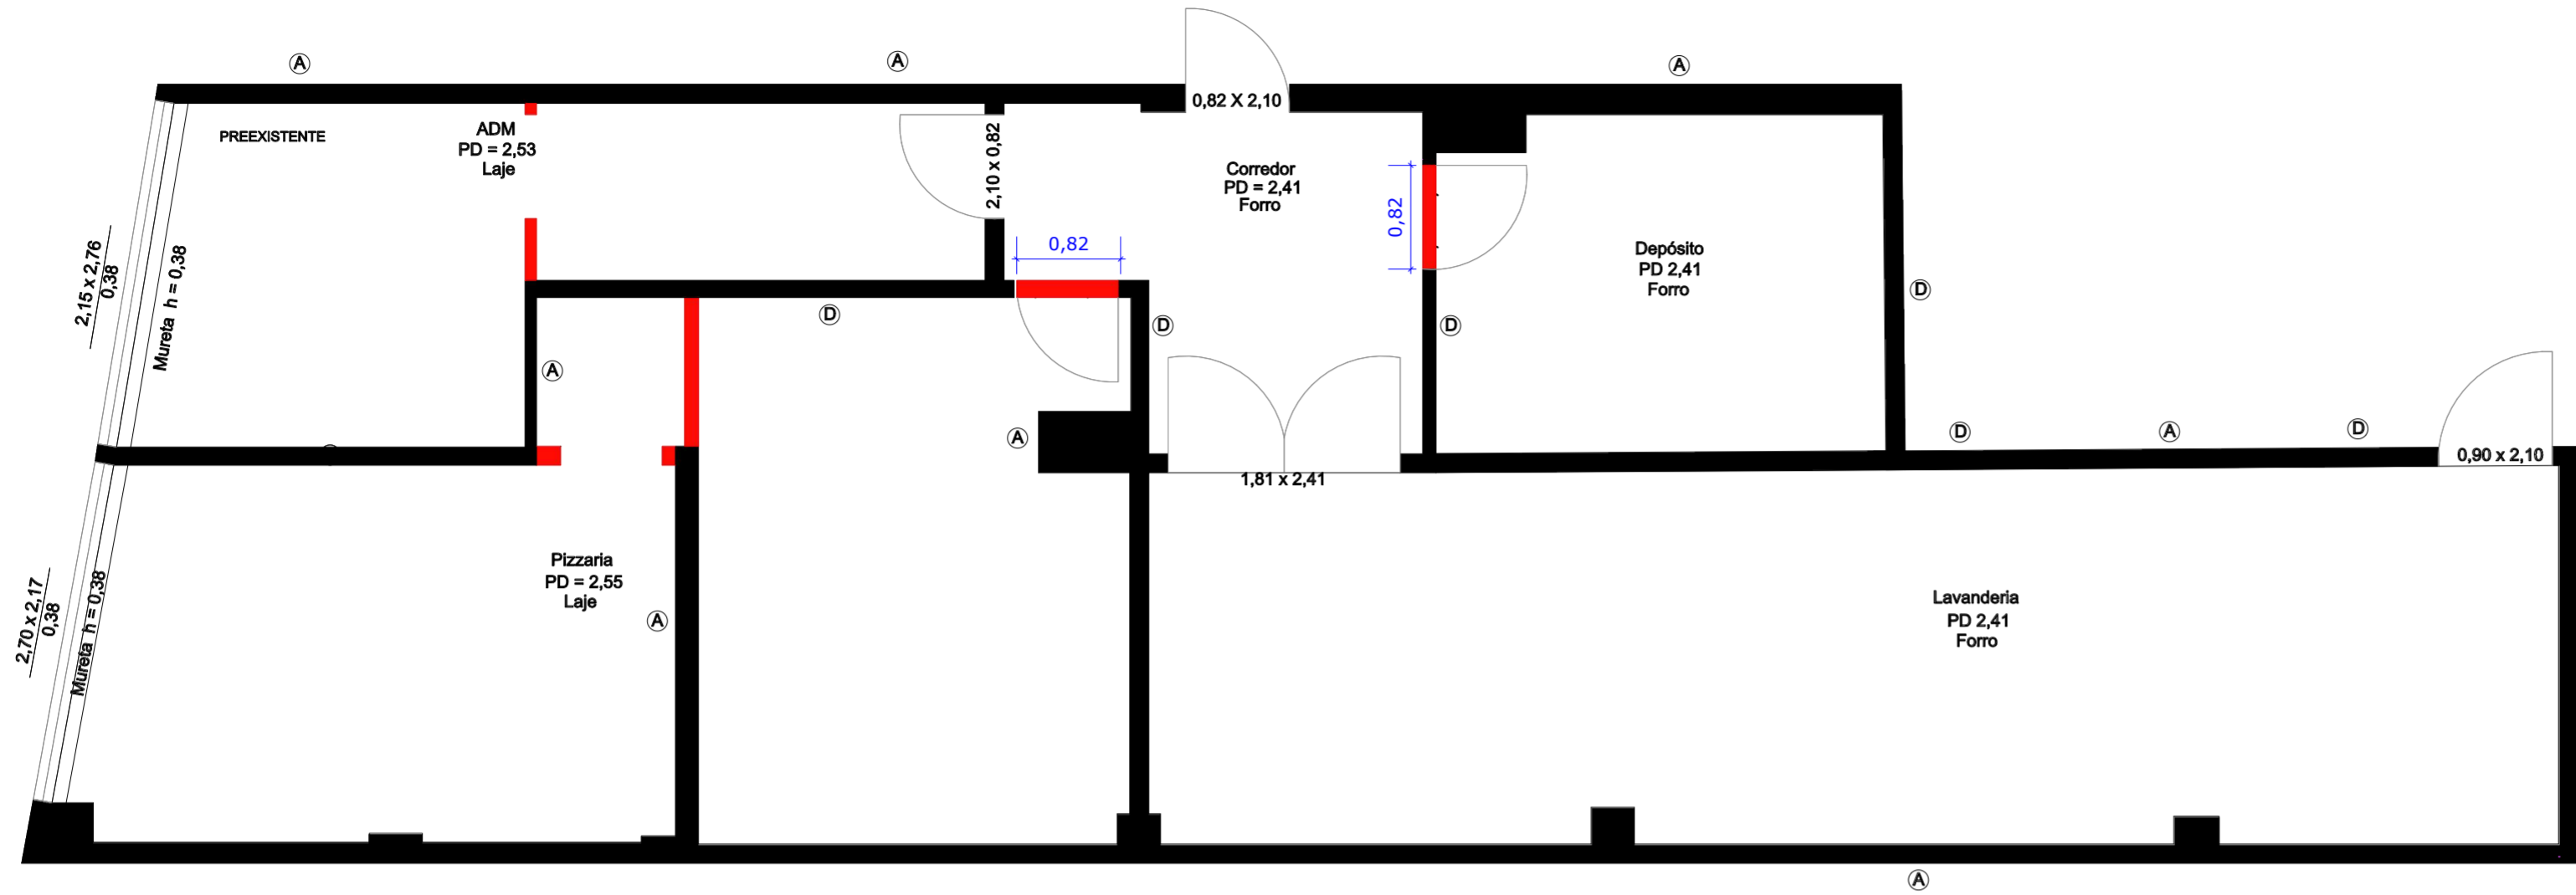 Ⓐ
Ⓐ
Ⓐ
0,82 X 2,10
PREEXISTENTE
ADM
PD = 2,53
Laje
2,10 x 0,82
Corredor
PD = 2,41
Forro
0,82
0,82
Depósito
PD 2,41
Forro
2,15 x 2,76
0,38
Mureta h = 0,38
Ⓓ
Ⓓ
Ⓓ
Ⓓ
Ⓐ
Ⓐ
Ⓓ
Ⓐ
Ⓓ
0,90 x 2,10
1,81 x 2,41
2,70 x 2,17
0,38
Mureta h = 0,38
Pizzaria
PD = 2,55
Laje
Ⓐ
Lavanderia
PD 2,41
Forro
Ⓐ